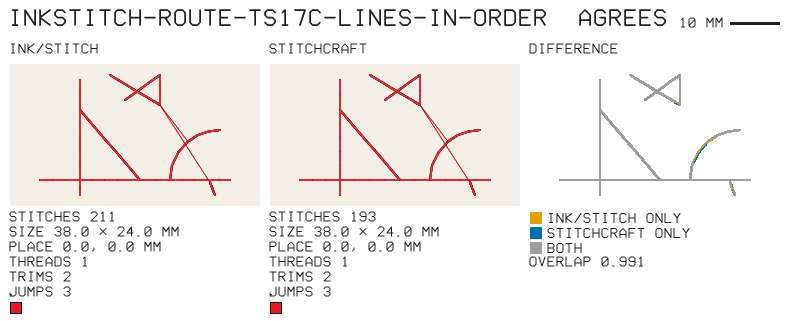 INKSTITCH-ROUTE-TS17C-LINES-IN-ORDER AGREES 10 MM
INK/STITCH STITCHCRAFT DIFFERENCE
STITCHES 211
SIZE 38.0 × 24.0 MM
PLACE 0.0, 0.0 MM
THREADS 1
TRIMS 2
JUMPS 3
STITCHES 193
SIZE 38.0 × 24.0 MM
PLACE 0.0, 0.0 MM
THREADS 1
TRIMS 2
JUMPS 3
INK/STITCH ONLY
STITCHCRAFT ONLY
BOTH
OVERLAP 0.991